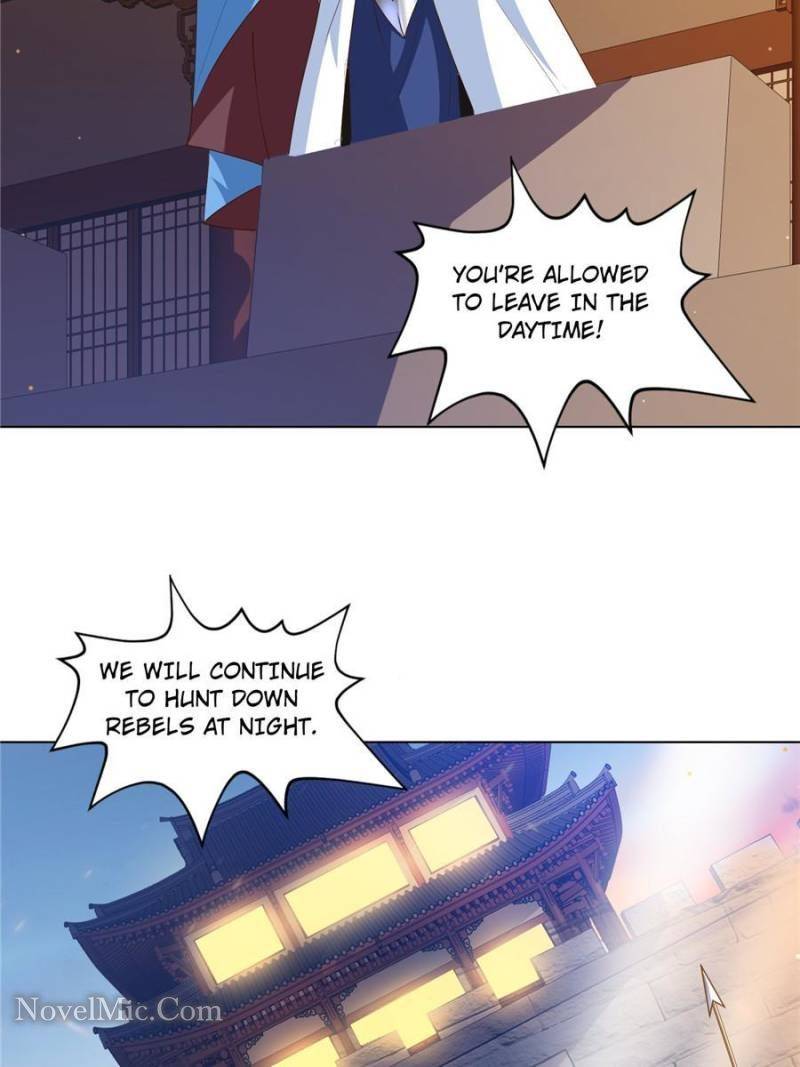 YOU'RE ALLOWED
TO LEAVE IN THE
DAYTIME!
WE WILL CONTINUE
TO HUNT DOWN
REBELS AT NIGHT.
NovelMic.Com